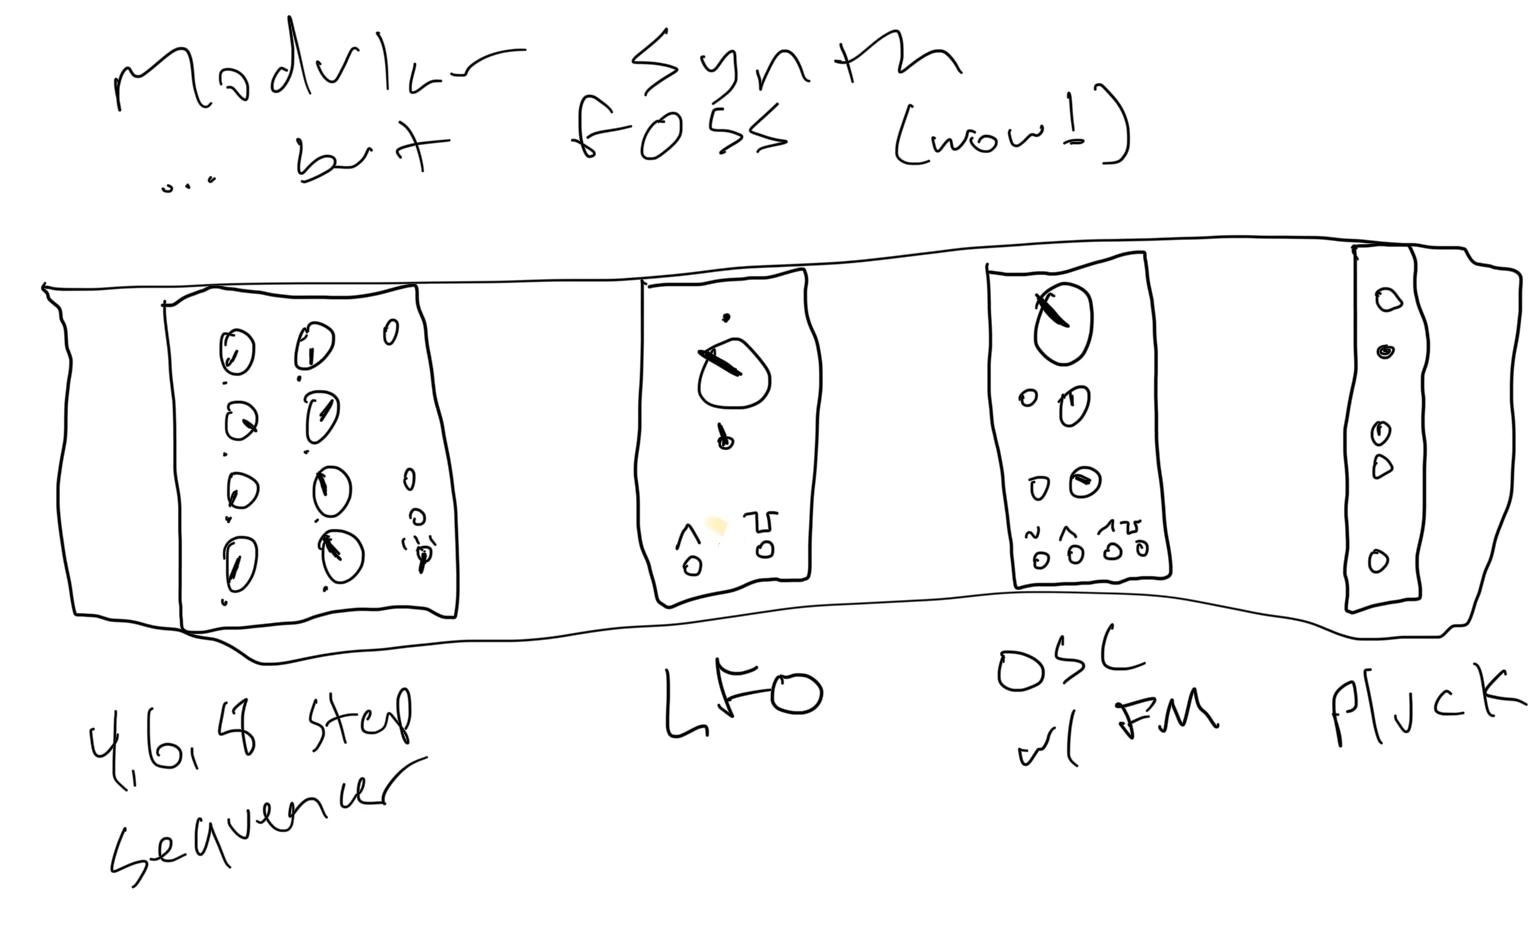 Modular Synth
... but FOSS (wow!)
4,6,8 step
sequencer
LFO
OSC
w/ FM
Pluck